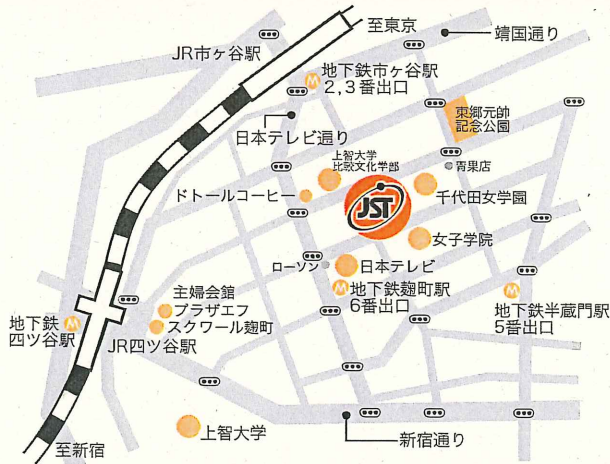 至東京
靖国通り
JR市ヶ谷駅
地下鉄市ヶ谷駅
2,3番出口
東郷元帥
記念公園
日本テレビ通り
上智大学
比較文化学部
青果店
ドトールコーヒー
JST
千代田女学園
女子学院
ローソン
日本テレビ
主婦会館
プラザエフ
スクワール麹町
地下鉄麹町駅
6番出口
地下鉄半蔵門駅
5番出口
地下鉄
四ツ谷駅
JR四ツ谷駅
上智大学
新宿通り
至新宿
M
M
M
M